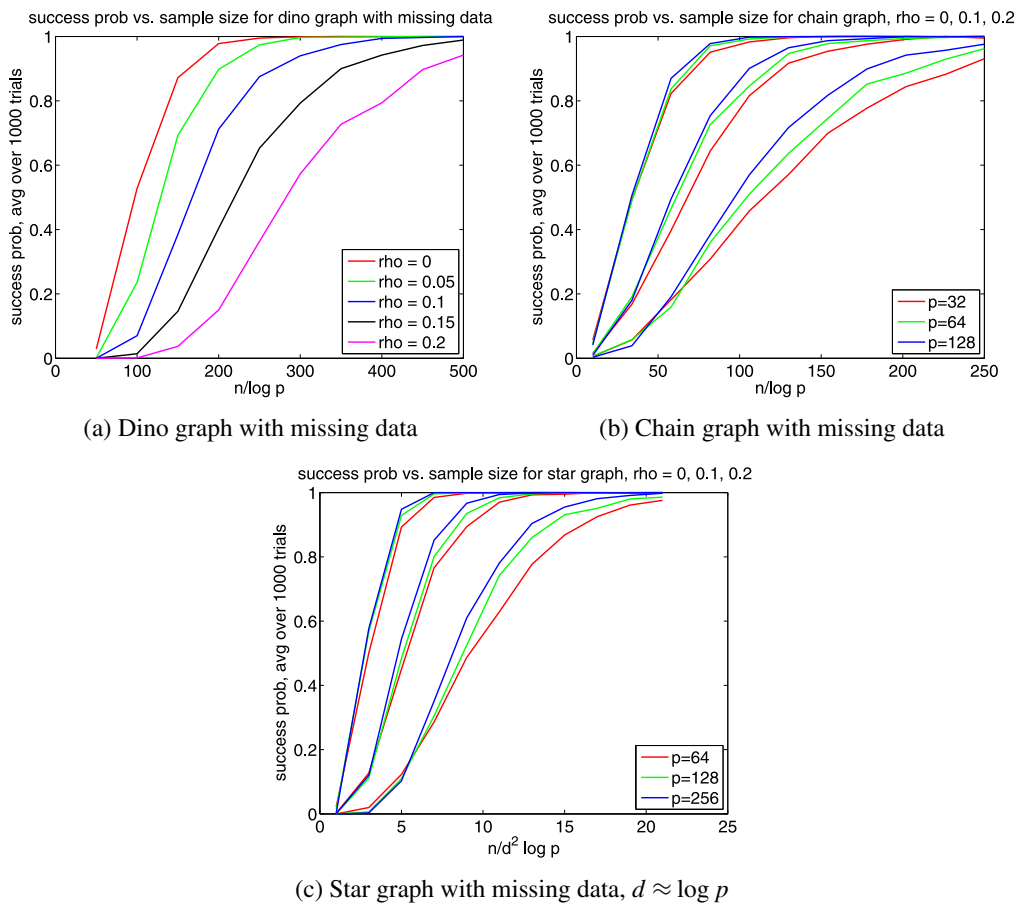 success prob vs. sample size for dino graph with missing data
success prob, avg over 1000 trials
1
0.8
0.6
0.4
0.2
0
0 100 200 300 400 500
n/log p
rho = 0
rho = 0.05
rho = 0.1
rho = 0.15
rho = 0.2
(a) Dino graph with missing data
success prob vs. sample size for chain graph, rho = 0, 0.1, 0.2
success prob, avg over 1000 trials
1
0.8
0.6
0.4
0.2
0
0 50 100 150 200 250
n/log p
p=32
p=64
p=128
(b) Chain graph with missing data
success prob vs. sample size for star graph, rho = 0, 0.1, 0.2
success prob, avg over 1000 trials
1
0.8
0.6
0.4
0.2
0
0 5 10 15 20 25
n/d² log p
p=64
p=128
p=256
(c) Star graph with missing data, d ≈ log p